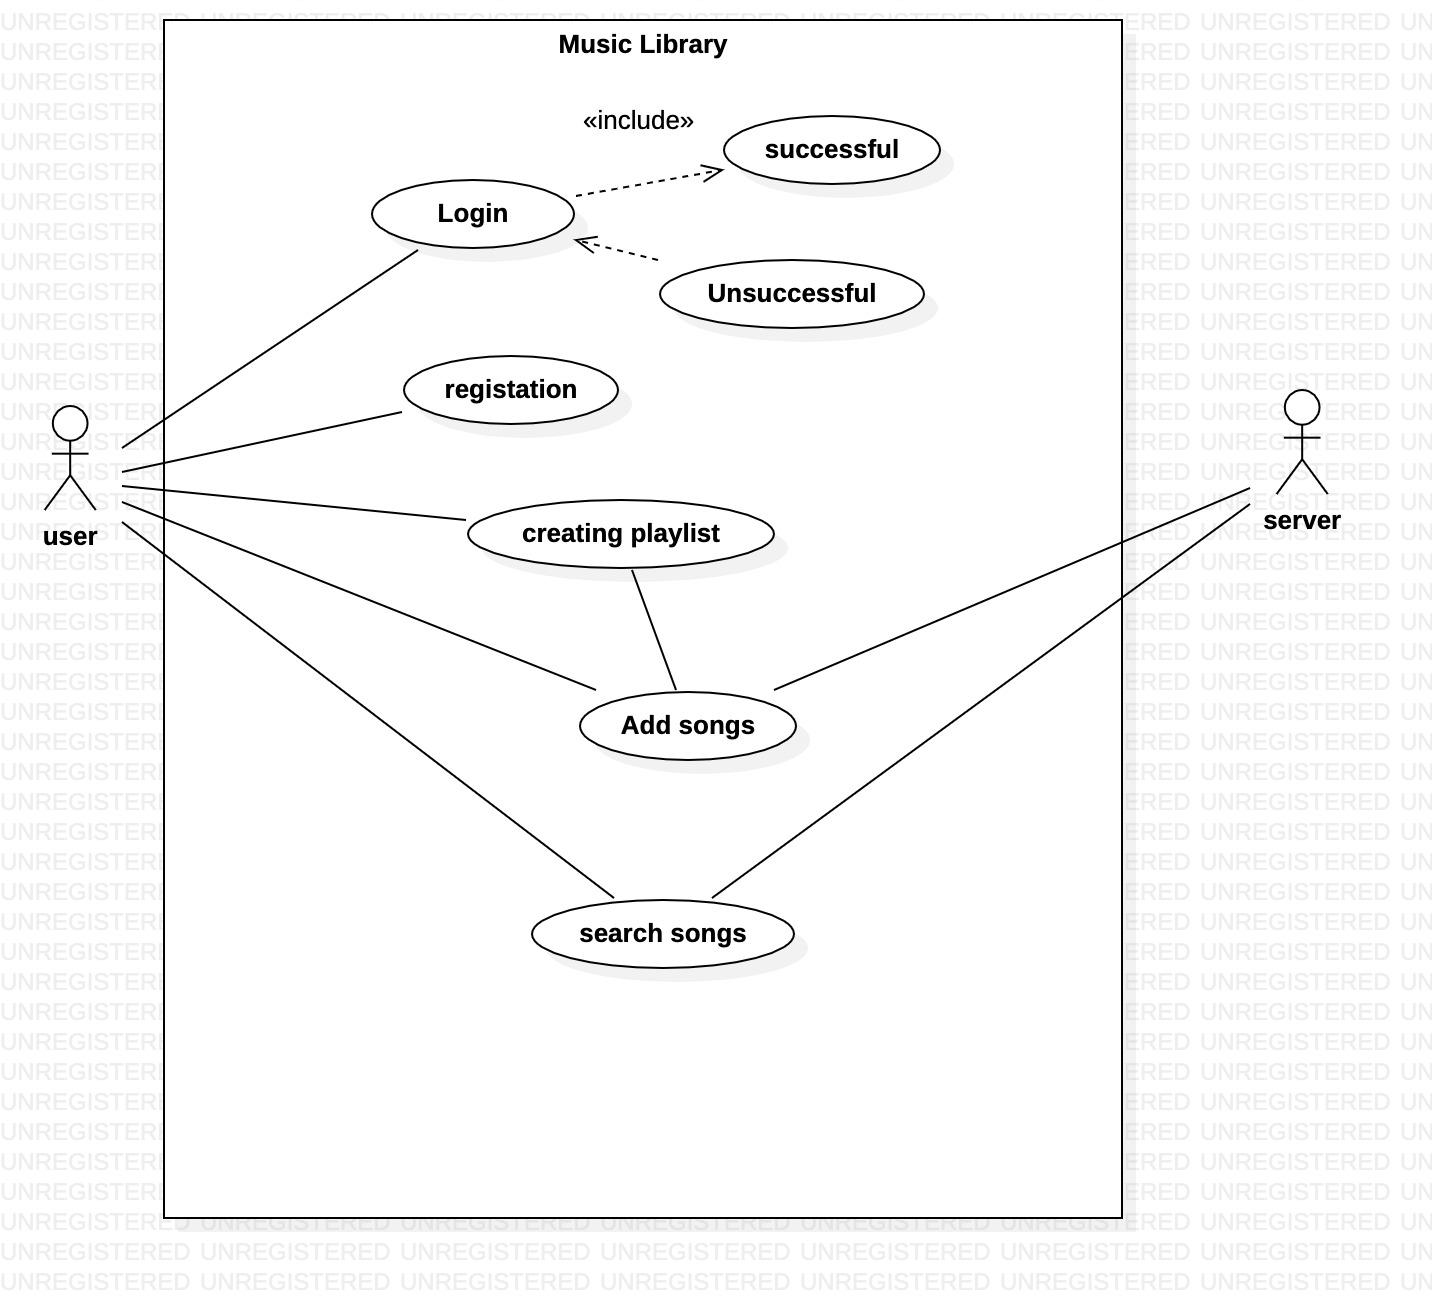 Music Library
«include»
successful
Login
Unsuccessful
registation
user
server
creating playlist
Add songs
search songs
UNREGISTERED UNREGISTERED UNREGISTERED UNREGISTERED UNREGISTERED UNREGISTERED UNREGISTERED UN